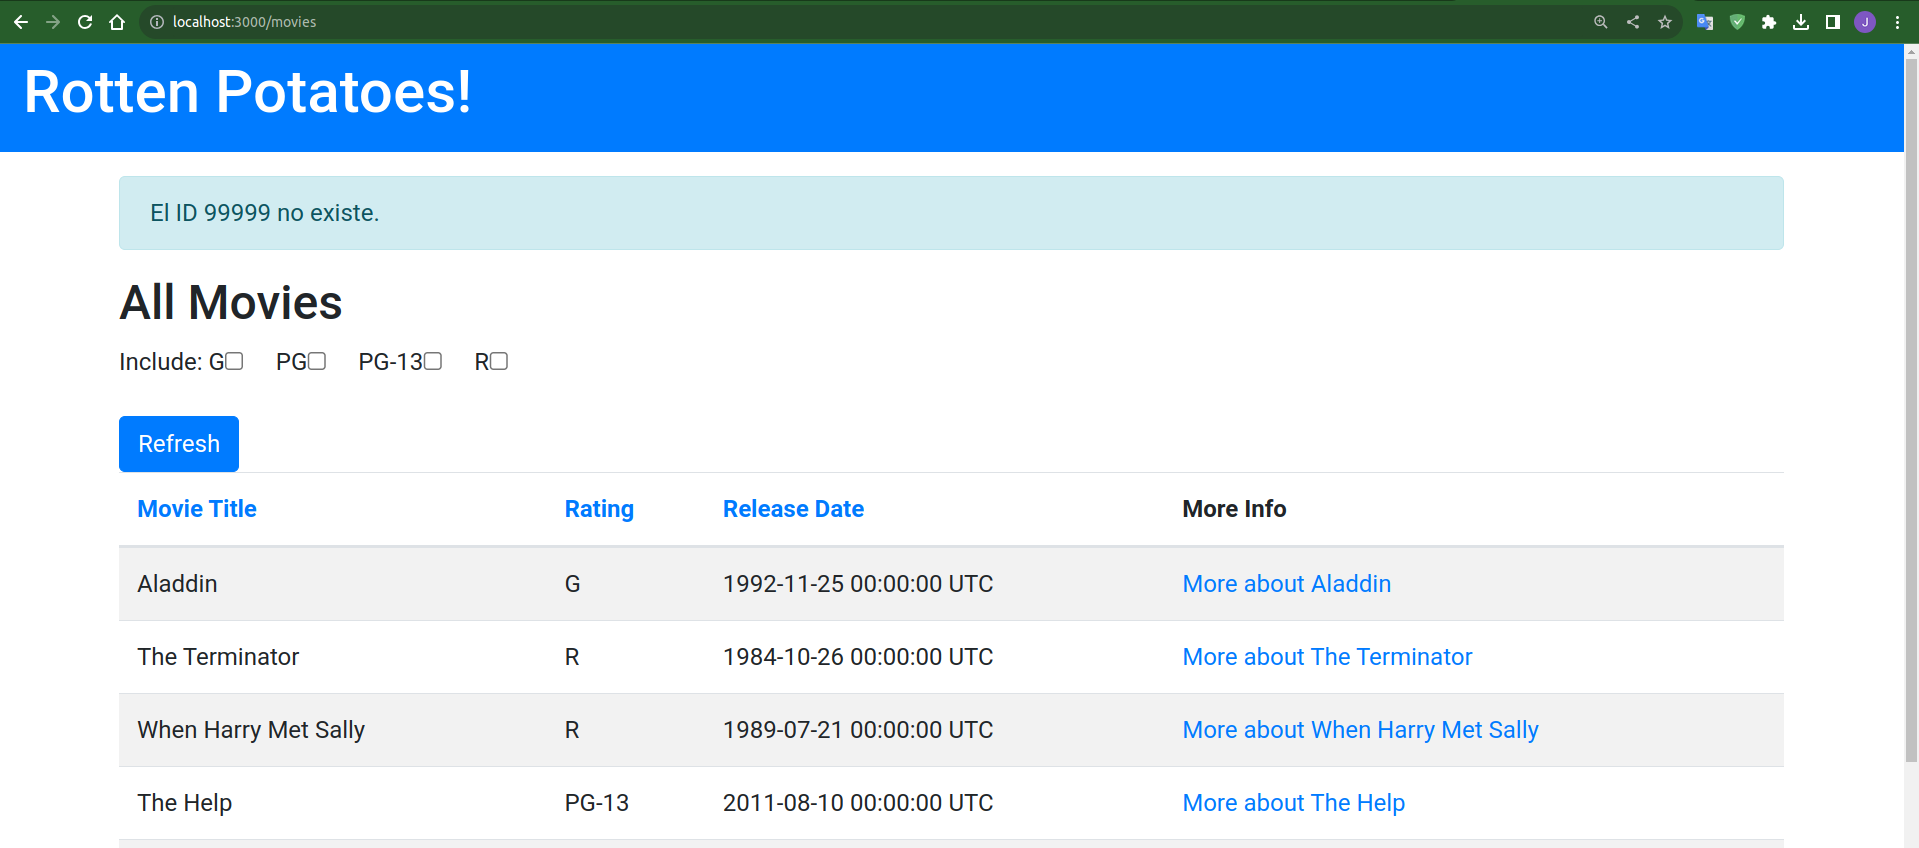 localhost:3000/movies
J
Rotten Potatoes!
El ID 99999 no existe.
All Movies
Include: G PG PG-13 R
Refresh
Movie Title Rating Release Date More Info
Aladdin G 1992-11-25 00:00:00 UTC More about Aladdin
The Terminator R 1984-10-26 00:00:00 UTC More about The Terminator
When Harry Met Sally R 1989-07-21 00:00:00 UTC More about When Harry Met Sally
The Help PG-13 2011-08-10 00:00:00 UTC More about The Help